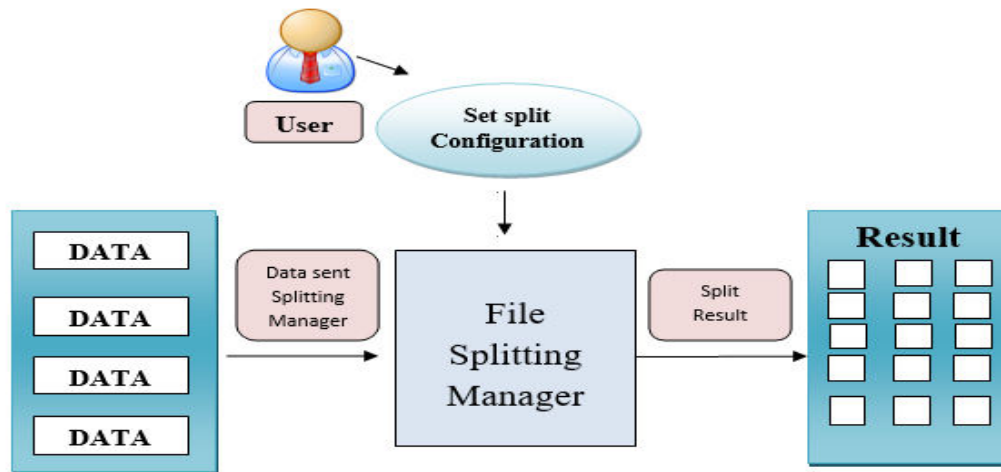 User
Set split
Configuration
DATA
DATA
DATA
DATA
Data sent
Splitting
Manager
File
Splitting
Manager
Split
Result
Result